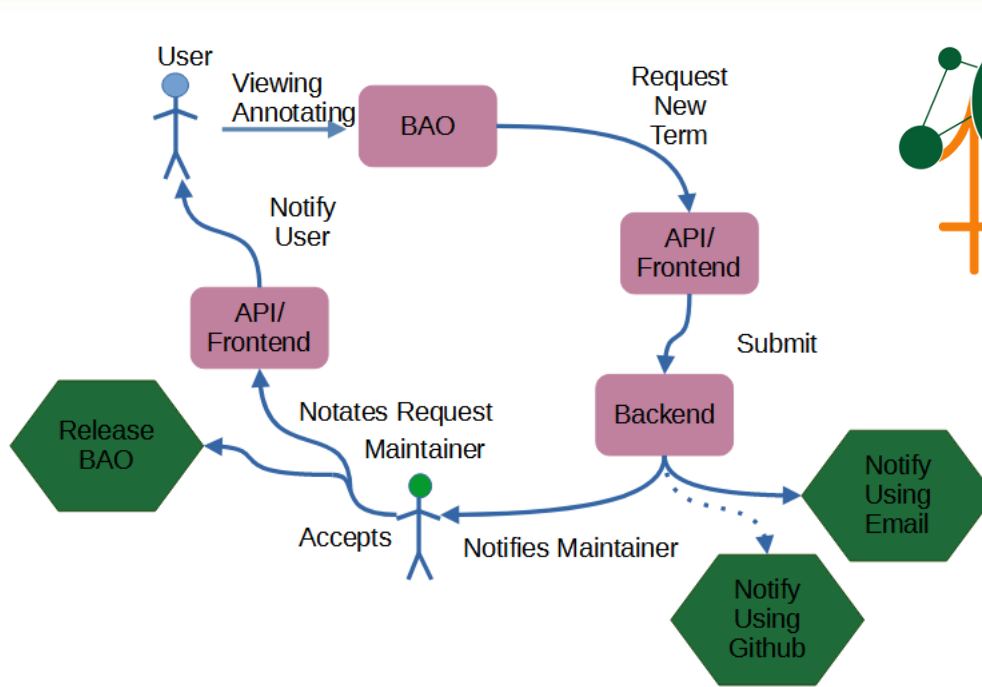 User
Viewing
Annotating
BAO
Request
New
Term
API/
Frontend
Submit
Backend
Notify
Using
Email
Notify
Using
Github
Notifies Maintainer
Maintainer
Accepts
Notates Request
Release
BAO
API/
Frontend
Notify
User